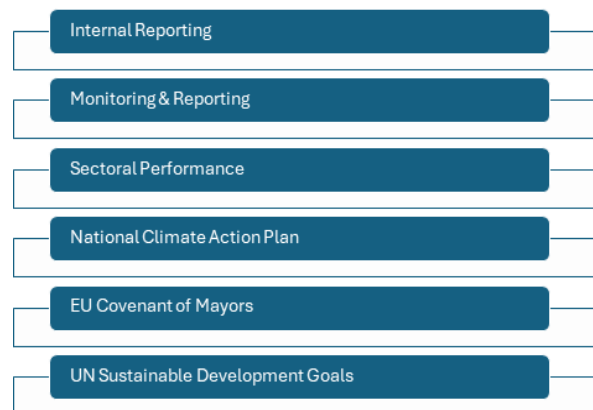 Internal Reporting
Monitoring & Reporting
Sectoral Performance
National Climate Action Plan
EU Covenant of Mayors
UN Sustainable Development Goals